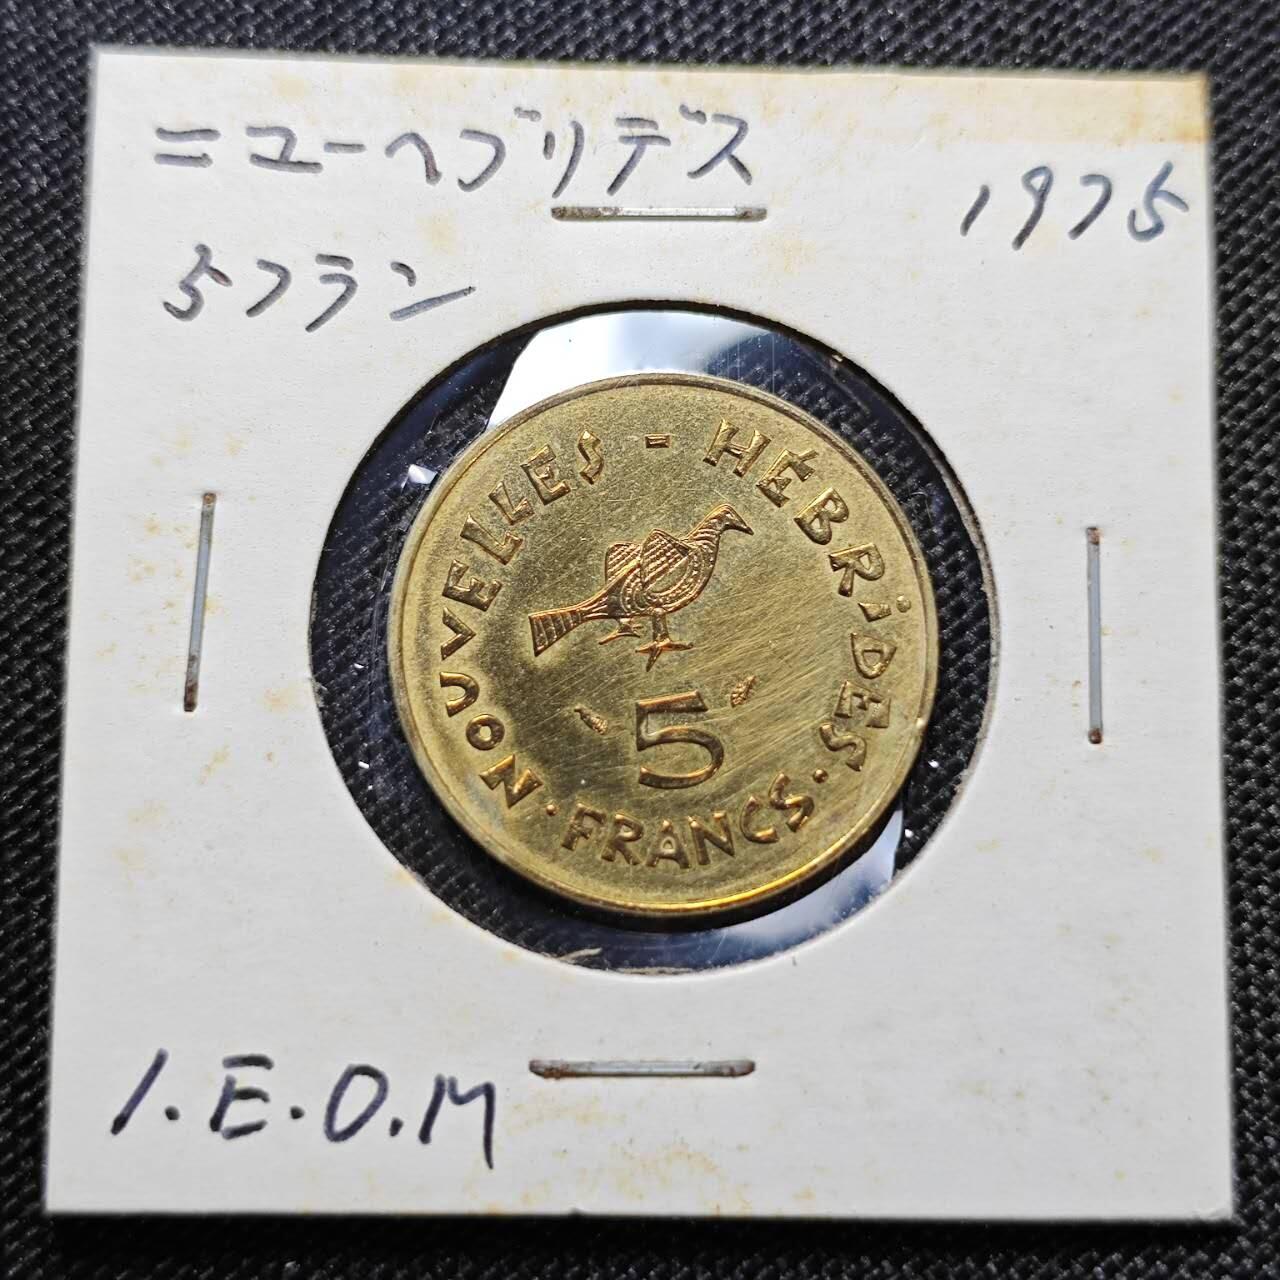 ニューヘブリデス
1975
5フラン
NOUVELLES - HÉBRIDES
5
· FRANCS ·
I.E.O.M